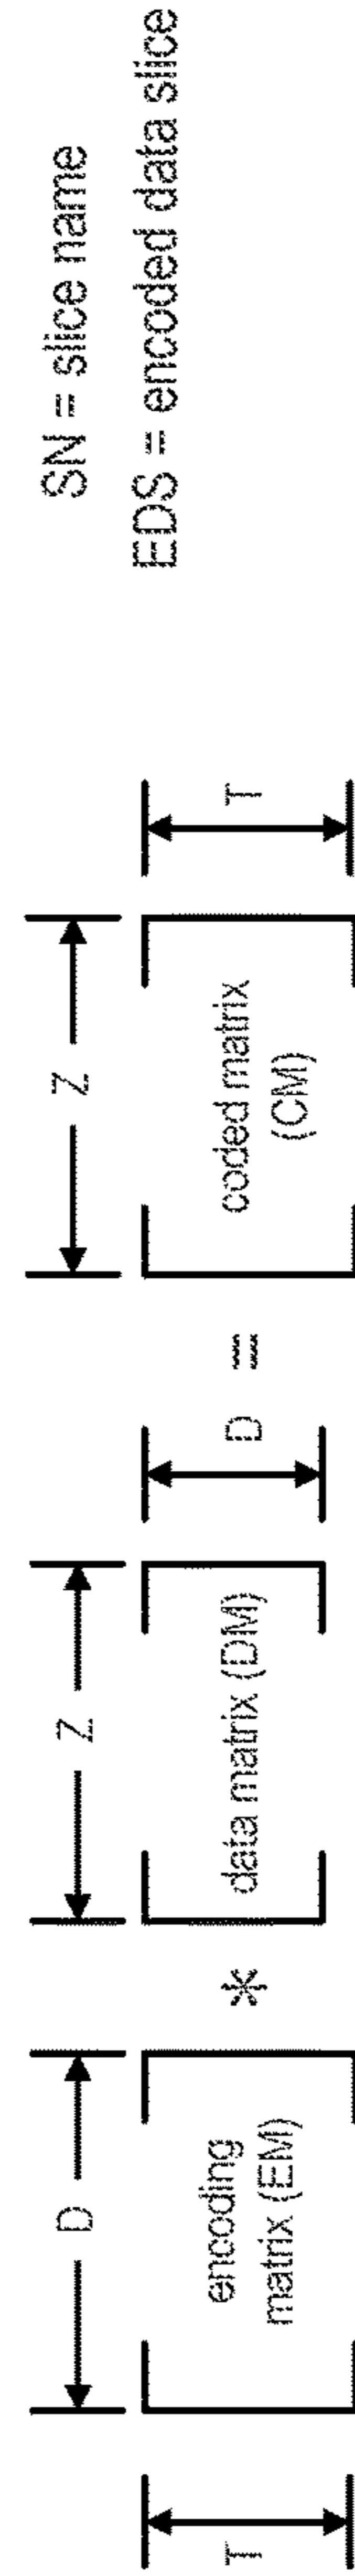 SN = slice name
EDS = encoded data slice
D
Z
Z
T
encoding
matrix (EM)
*
data matrix (DM)
D
=
coded matrix
(CM)
T